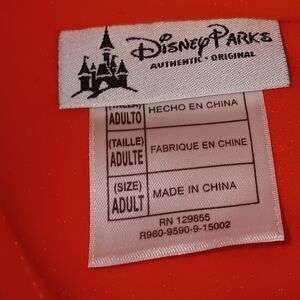 Disney Parks
AUTHENTIC • ORIGINAL
(TALLA)
ADULTO HECHO EN CHINA
(TAILLE)
ADULTE FABRIQUE EN CHINE
(SIZE)
ADULT MADE IN CHINA
RN 129655
R960-9590-9-15002